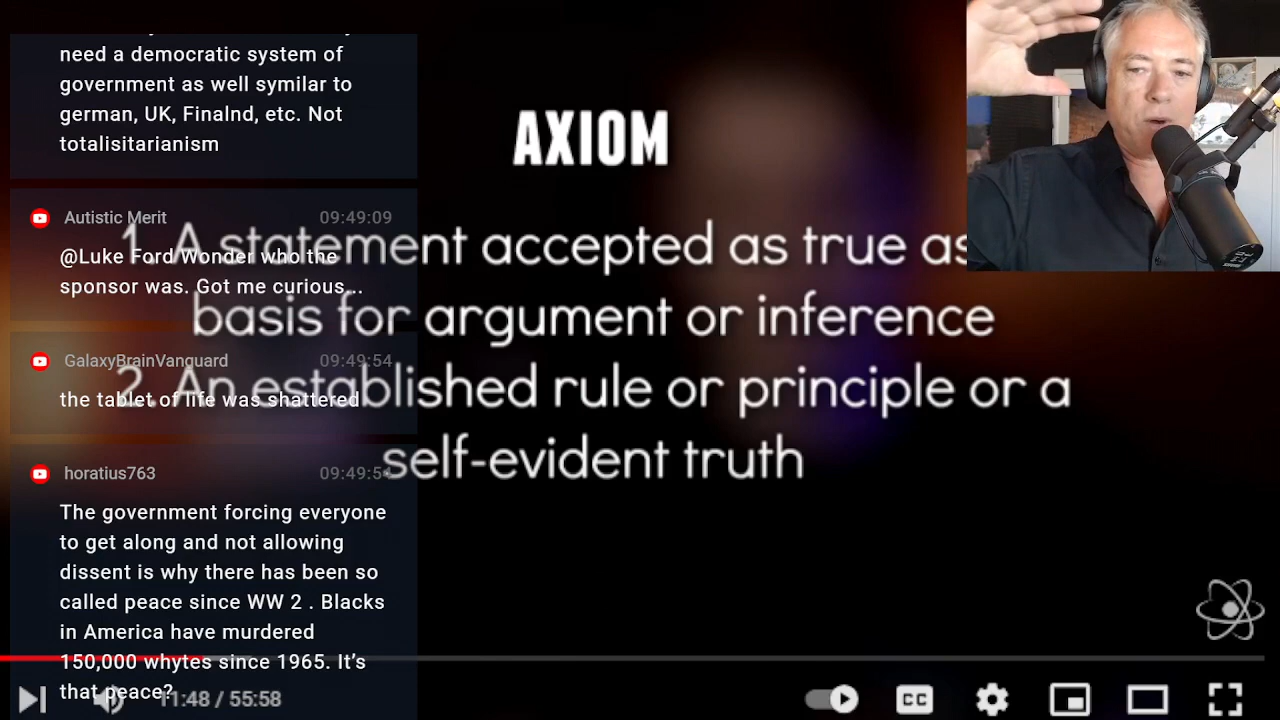 need a democratic system of
government as well symilar to
german, UK, Finalnd, etc. Not
totalisitarianism
Autistic Merit 09:49:09
@Luke Ford Wonder who the
sponsor was. Got me curious...
GalaxyBrainVanguard 09:49:54
the tablet of life was shattered
horatius763 09:49:54
The government forcing everyone
to get along and not allowing
dissent is why there has been so
called peace since WW 2 . Blacks
in America have murdered
150,000 whytes since 1965. It's
that peace?
AXIOM
1. A statement accepted as true as
basis for argument or inference
2. An established rule or principle or a
self-evident truth
11:48 / 55:58
CC